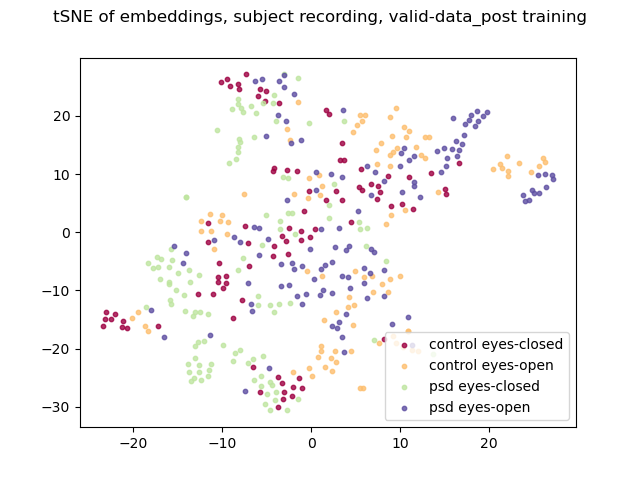 tSNE of embeddings, subject recording, valid-data_post training
20
10
0
−10
−20
−30
−20
−10
0
10
20
control eyes-closed
control eyes-open
psd eyes-closed
psd eyes-open